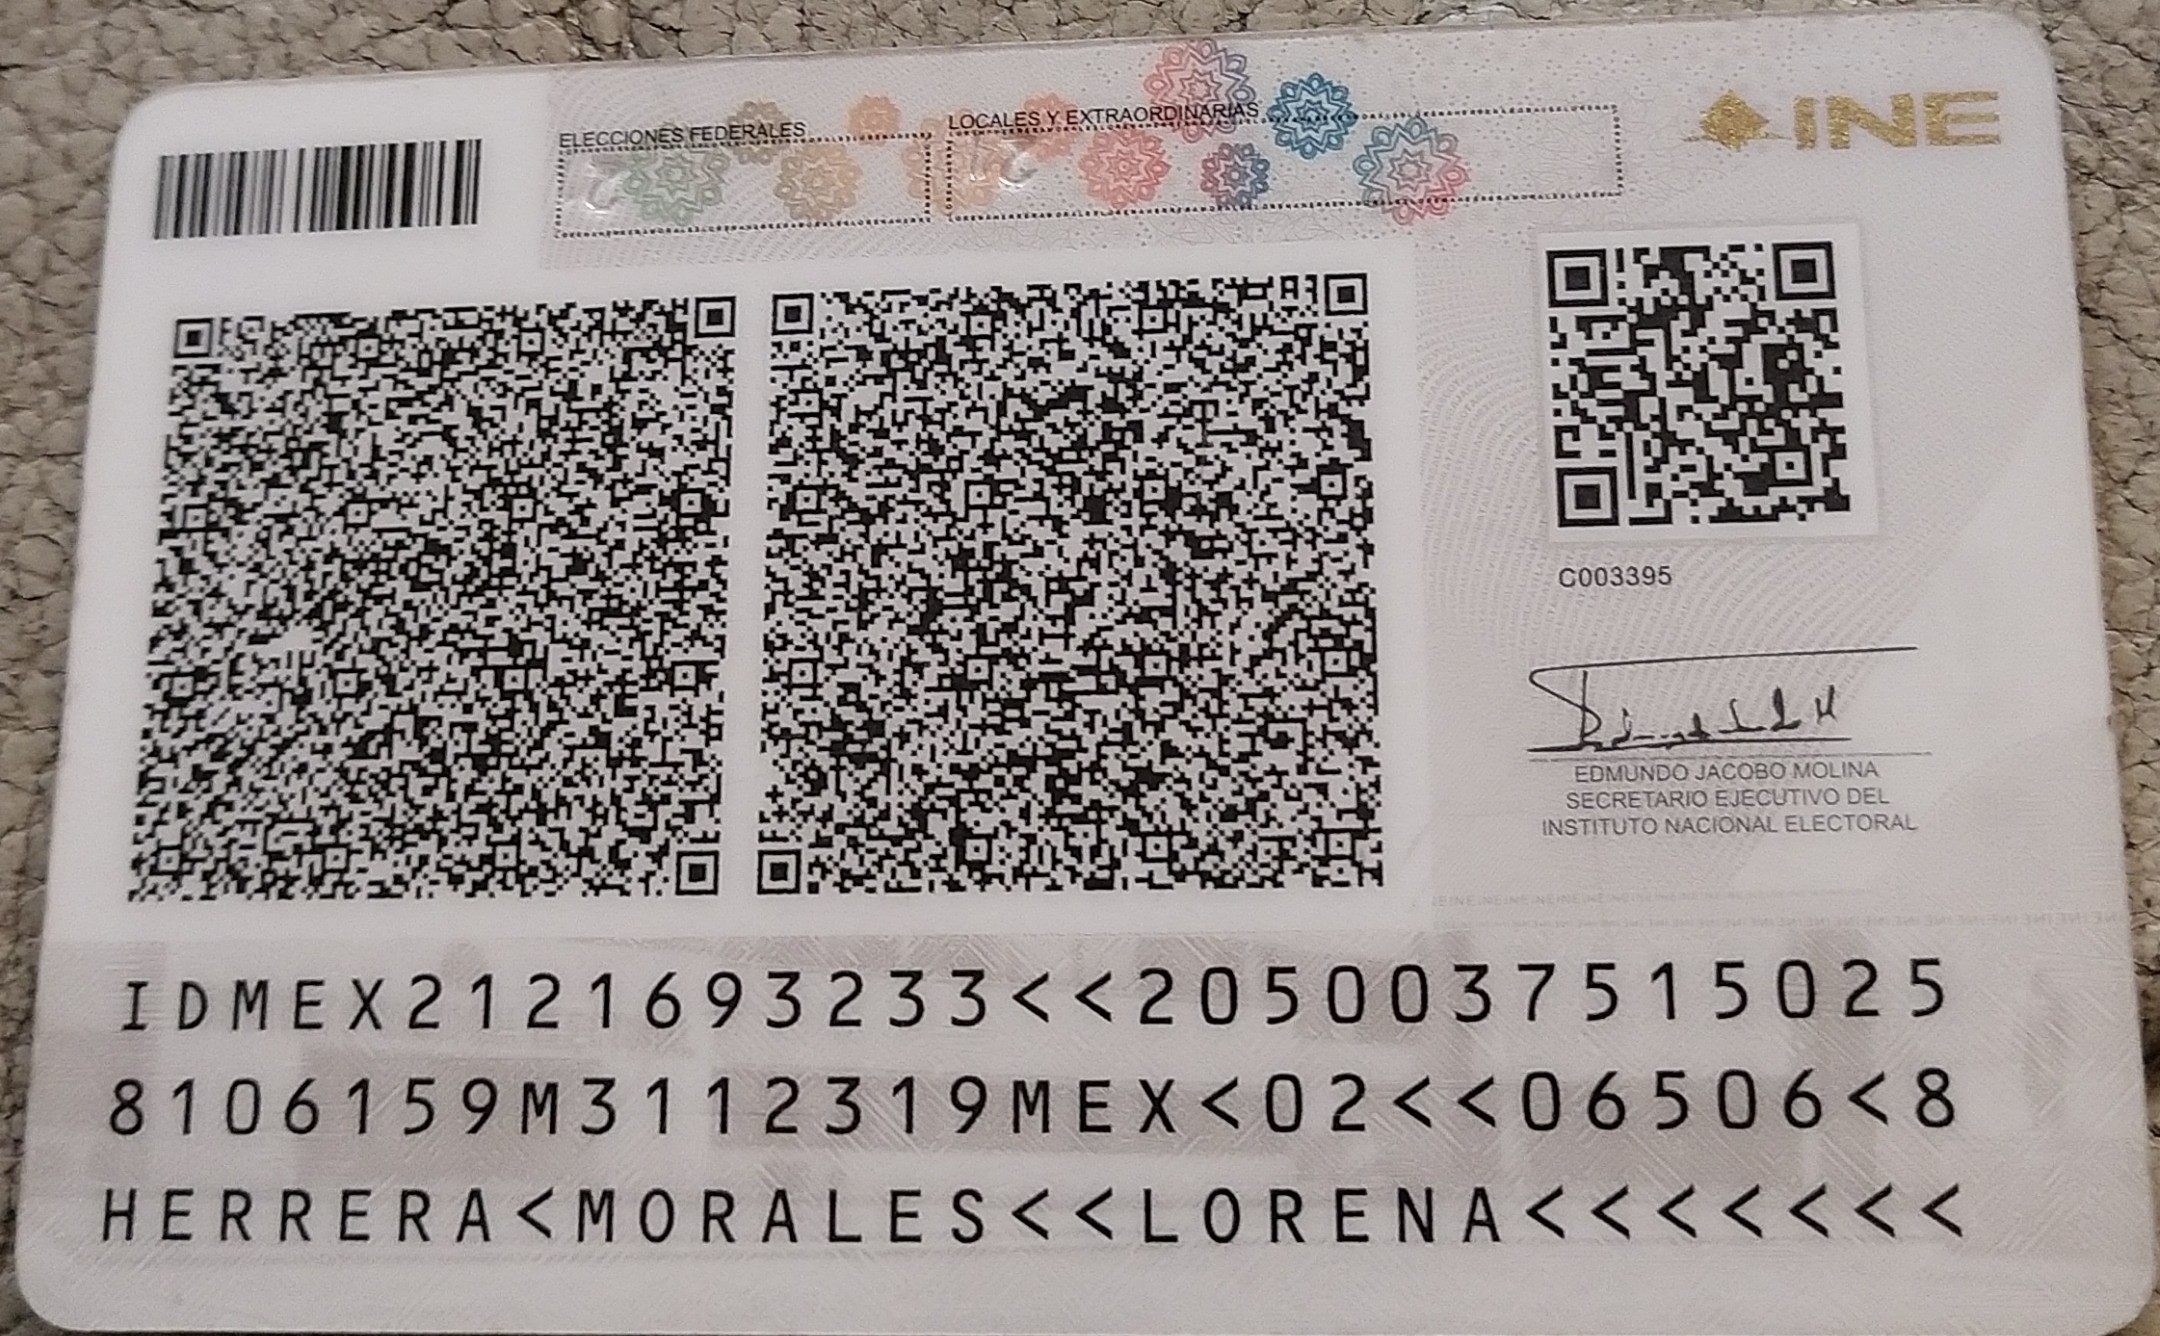 ELECCIONES FEDERALES
LOCALES Y EXTRAORDINARIAS
INE
C003395
EDMUNDO JACOBO MOLINA
SECRETARIO EJECUTIVO DEL
INSTITUTO NACIONAL ELECTORAL
IDMEX2121693233<<2050037515025
8106159M3112319MEX<02<<06506<8
HERRERA<MORALES<<LORENA<<<<<<<